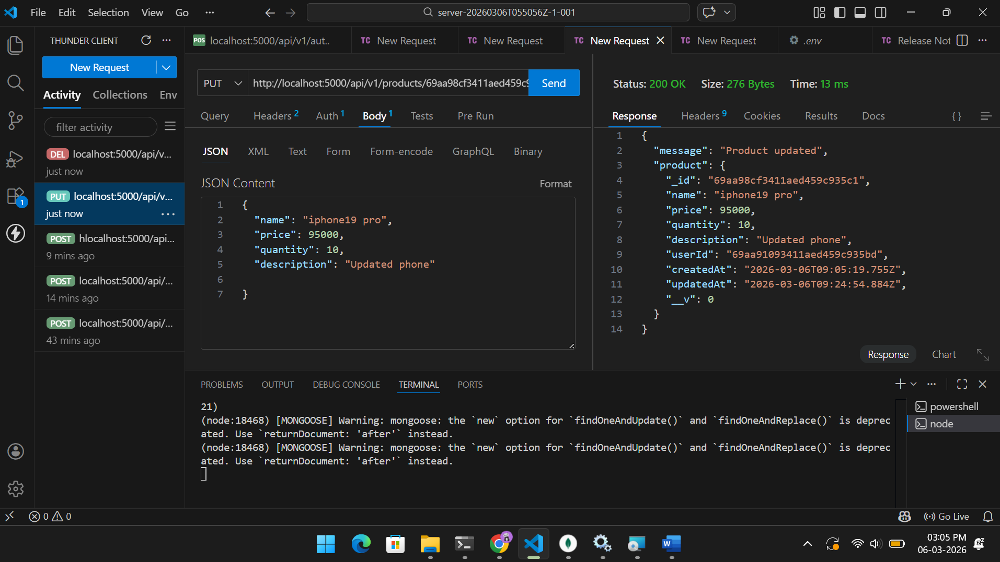 File Edit Selection View Go ···
server-20260306T055056Z-1-001
THUNDER CLIENT
New Request
Activity Collections Env
filter activity
DEL localhost:5000/api/v...
just now
PUT localhost:5000/api/v...
just now
POST hlocalhost:5000/api...
9 mins ago
POST localhost:5000/api/...
14 mins ago
POST localhost:5000/api/...
43 mins ago
1
POS localhost:5000/api/v1/aut..
TC New Request
TC New Request
TC New Request
TC New Request
.env
TC Release Not
PUT http://localhost:5000/api/v1/products/69aa98cf3411aed459c9 Send
Query Headers 2 Auth 1 Body 1 Tests Pre Run
JSON XML Text Form Form-encode GraphQL Binary
JSON Content Format
1 {
2 "name": "iphone19 pro",
3 "price": 95000,
4 "quantity": 10,
5 "description": "Updated phone"
6
7 }
Status: 200 OK Size: 276 Bytes Time: 13 ms
Response Headers 9 Cookies Results Docs { }
1 {
2 "message": "Product updated",
3 "product": {
4 "_id": "69aa98cf3411aed459c935c1",
5 "name": "iphone19 pro",
6 "price": 95000,
7 "quantity": 10,
8 "description": "Updated phone",
9 "userId": "69aa91093411aed459c935bd",
10 "createdAt": "2026-03-06T09:05:19.755Z",
11 "updatedAt": "2026-03-06T09:24:54.884Z",
12 "__v": 0
13 }
14 }
Response Chart
PROBLEMS OUTPUT DEBUG CONSOLE TERMINAL PORTS
21)
(node:18468) [MONGOOSE] Warning: mongoose: the `new` option for `findOneAndUpdate()` and `findOneAndReplace()` is deprec
ated. Use `returnDocument: 'after'` instead.
(node:18468) [MONGOOSE] Warning: mongoose: the `new` option for `findOneAndUpdate()` and `findOneAndReplace()` is deprec
ated. Use `returnDocument: 'after'` instead.
powershell
node
0 0
Go Live
W
03:05 PM
06-03-2026